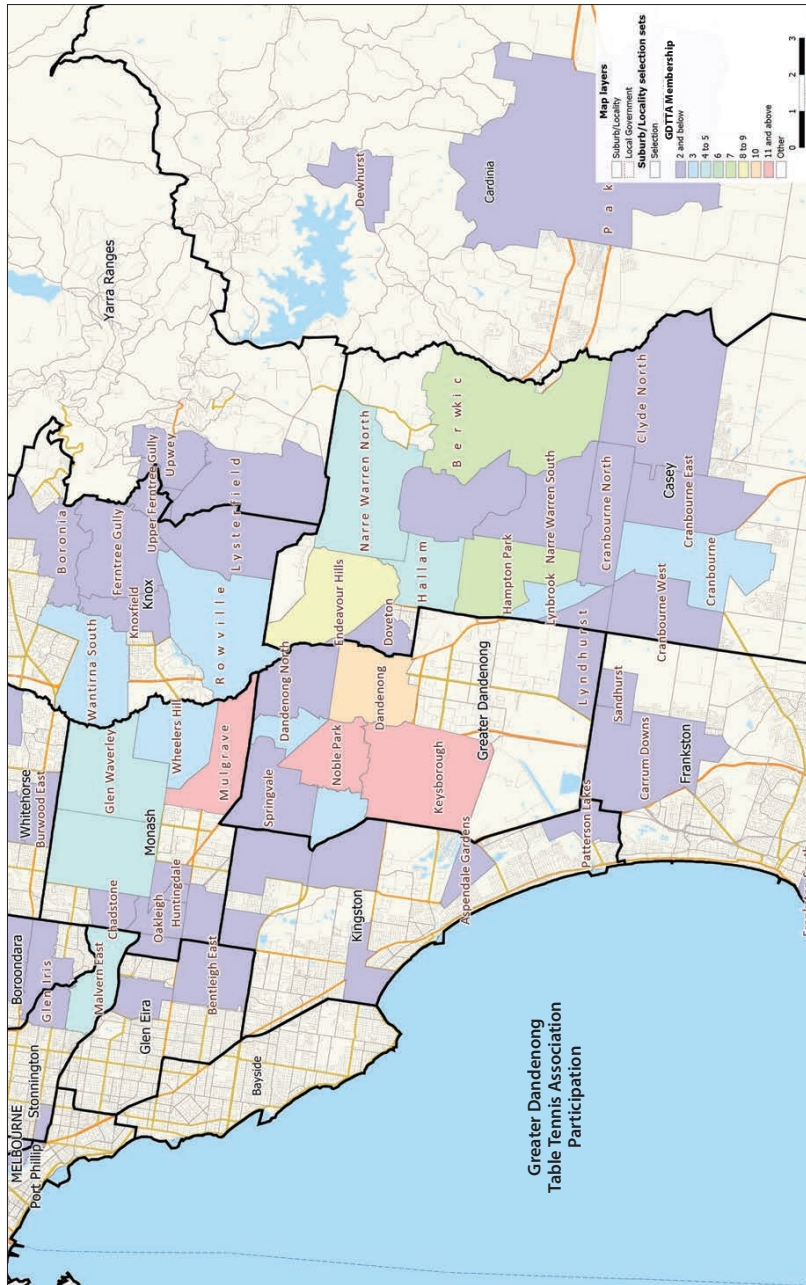 MELBOURNE
Port Phillip
Stonnington
Boroondara
Glen Iris
Malvern East
Glen Eira
Bentleigh East
Bayside
Whitehorse
Burwood East
Chadstone
Oakleigh
Huntingdale
Monash
Glen Waverley
Wheelers Hill
Mulgrave
Wantirna South
Knoxfield
Knox
Ferntree Gully
Boronia
Upper Ferntree Gully
Upwey
Rowville
Lysterfield
Yarra Ranges
Kingston
Aspendale Gardens
Patterson Lakes
Springvale
Dandenong North
Noble Park
Keysborough
Dandenong
Greater Dandenong
Doveton
Endeavour Hills
Hallam
Narre Warren North
Berwkic
Hampton Park
Lynbrook
Narre Warren South
Lyndhurst
Cranbourne North
Clyde North
Casey
Cranbourne East
Cranbourne
Cranbourne West
Sandhurst
Carrum Downs
Frankston
Dewhurst
Cardinia
Pak
Greater Dandenong
Table Tennis Association
Participation
Map layers
Suburb/Locality
Local Government
Suburb/Locality selection sets
Selection
GDTTA Membership
2 and below
3
4 to 5
6
7
8 to 9
10
11 and above
Other
0 1 2 3